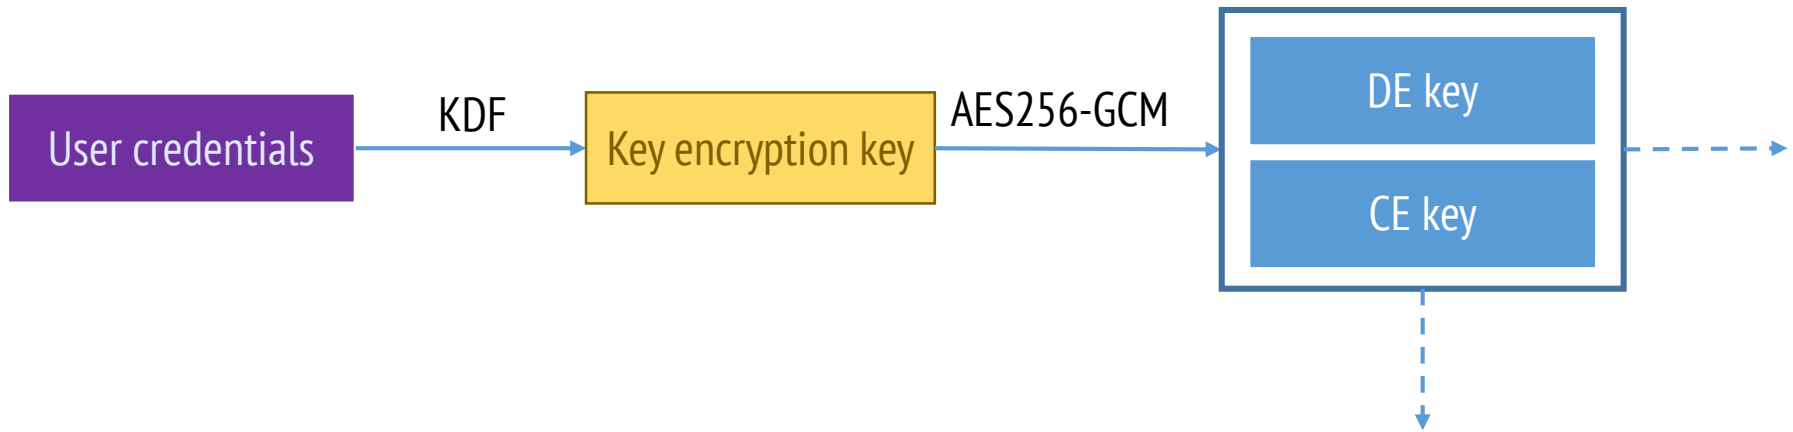 User credentials
KDF
Key encryption key
AES256-GCM
DE key
CE key